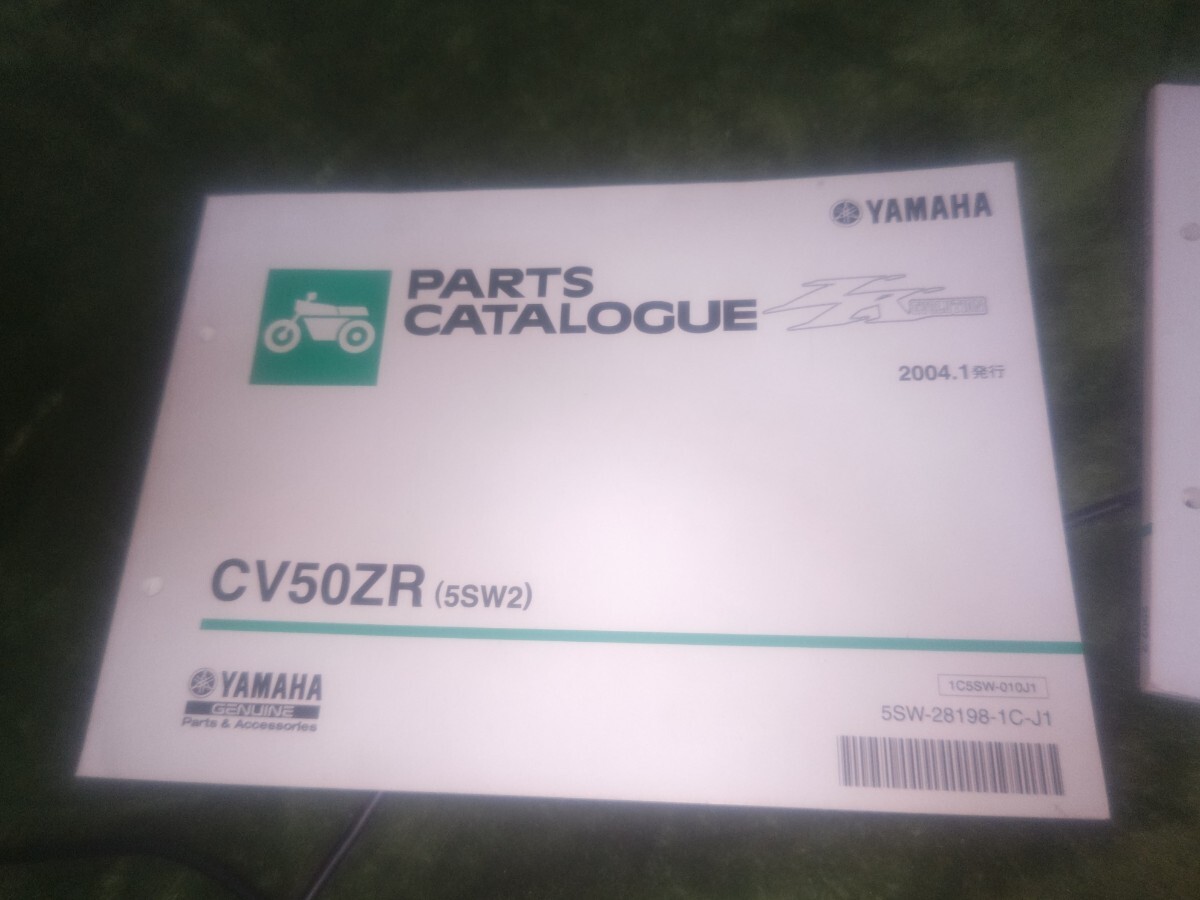 YAMAHA
PARTS
CATALOGUE
ZR
2004.1発行
CV50ZR (5SW2)
YAMAHA
GENUINE
Parts & Accessories
1C5SW-010J1
5SW-28198-1C-J1